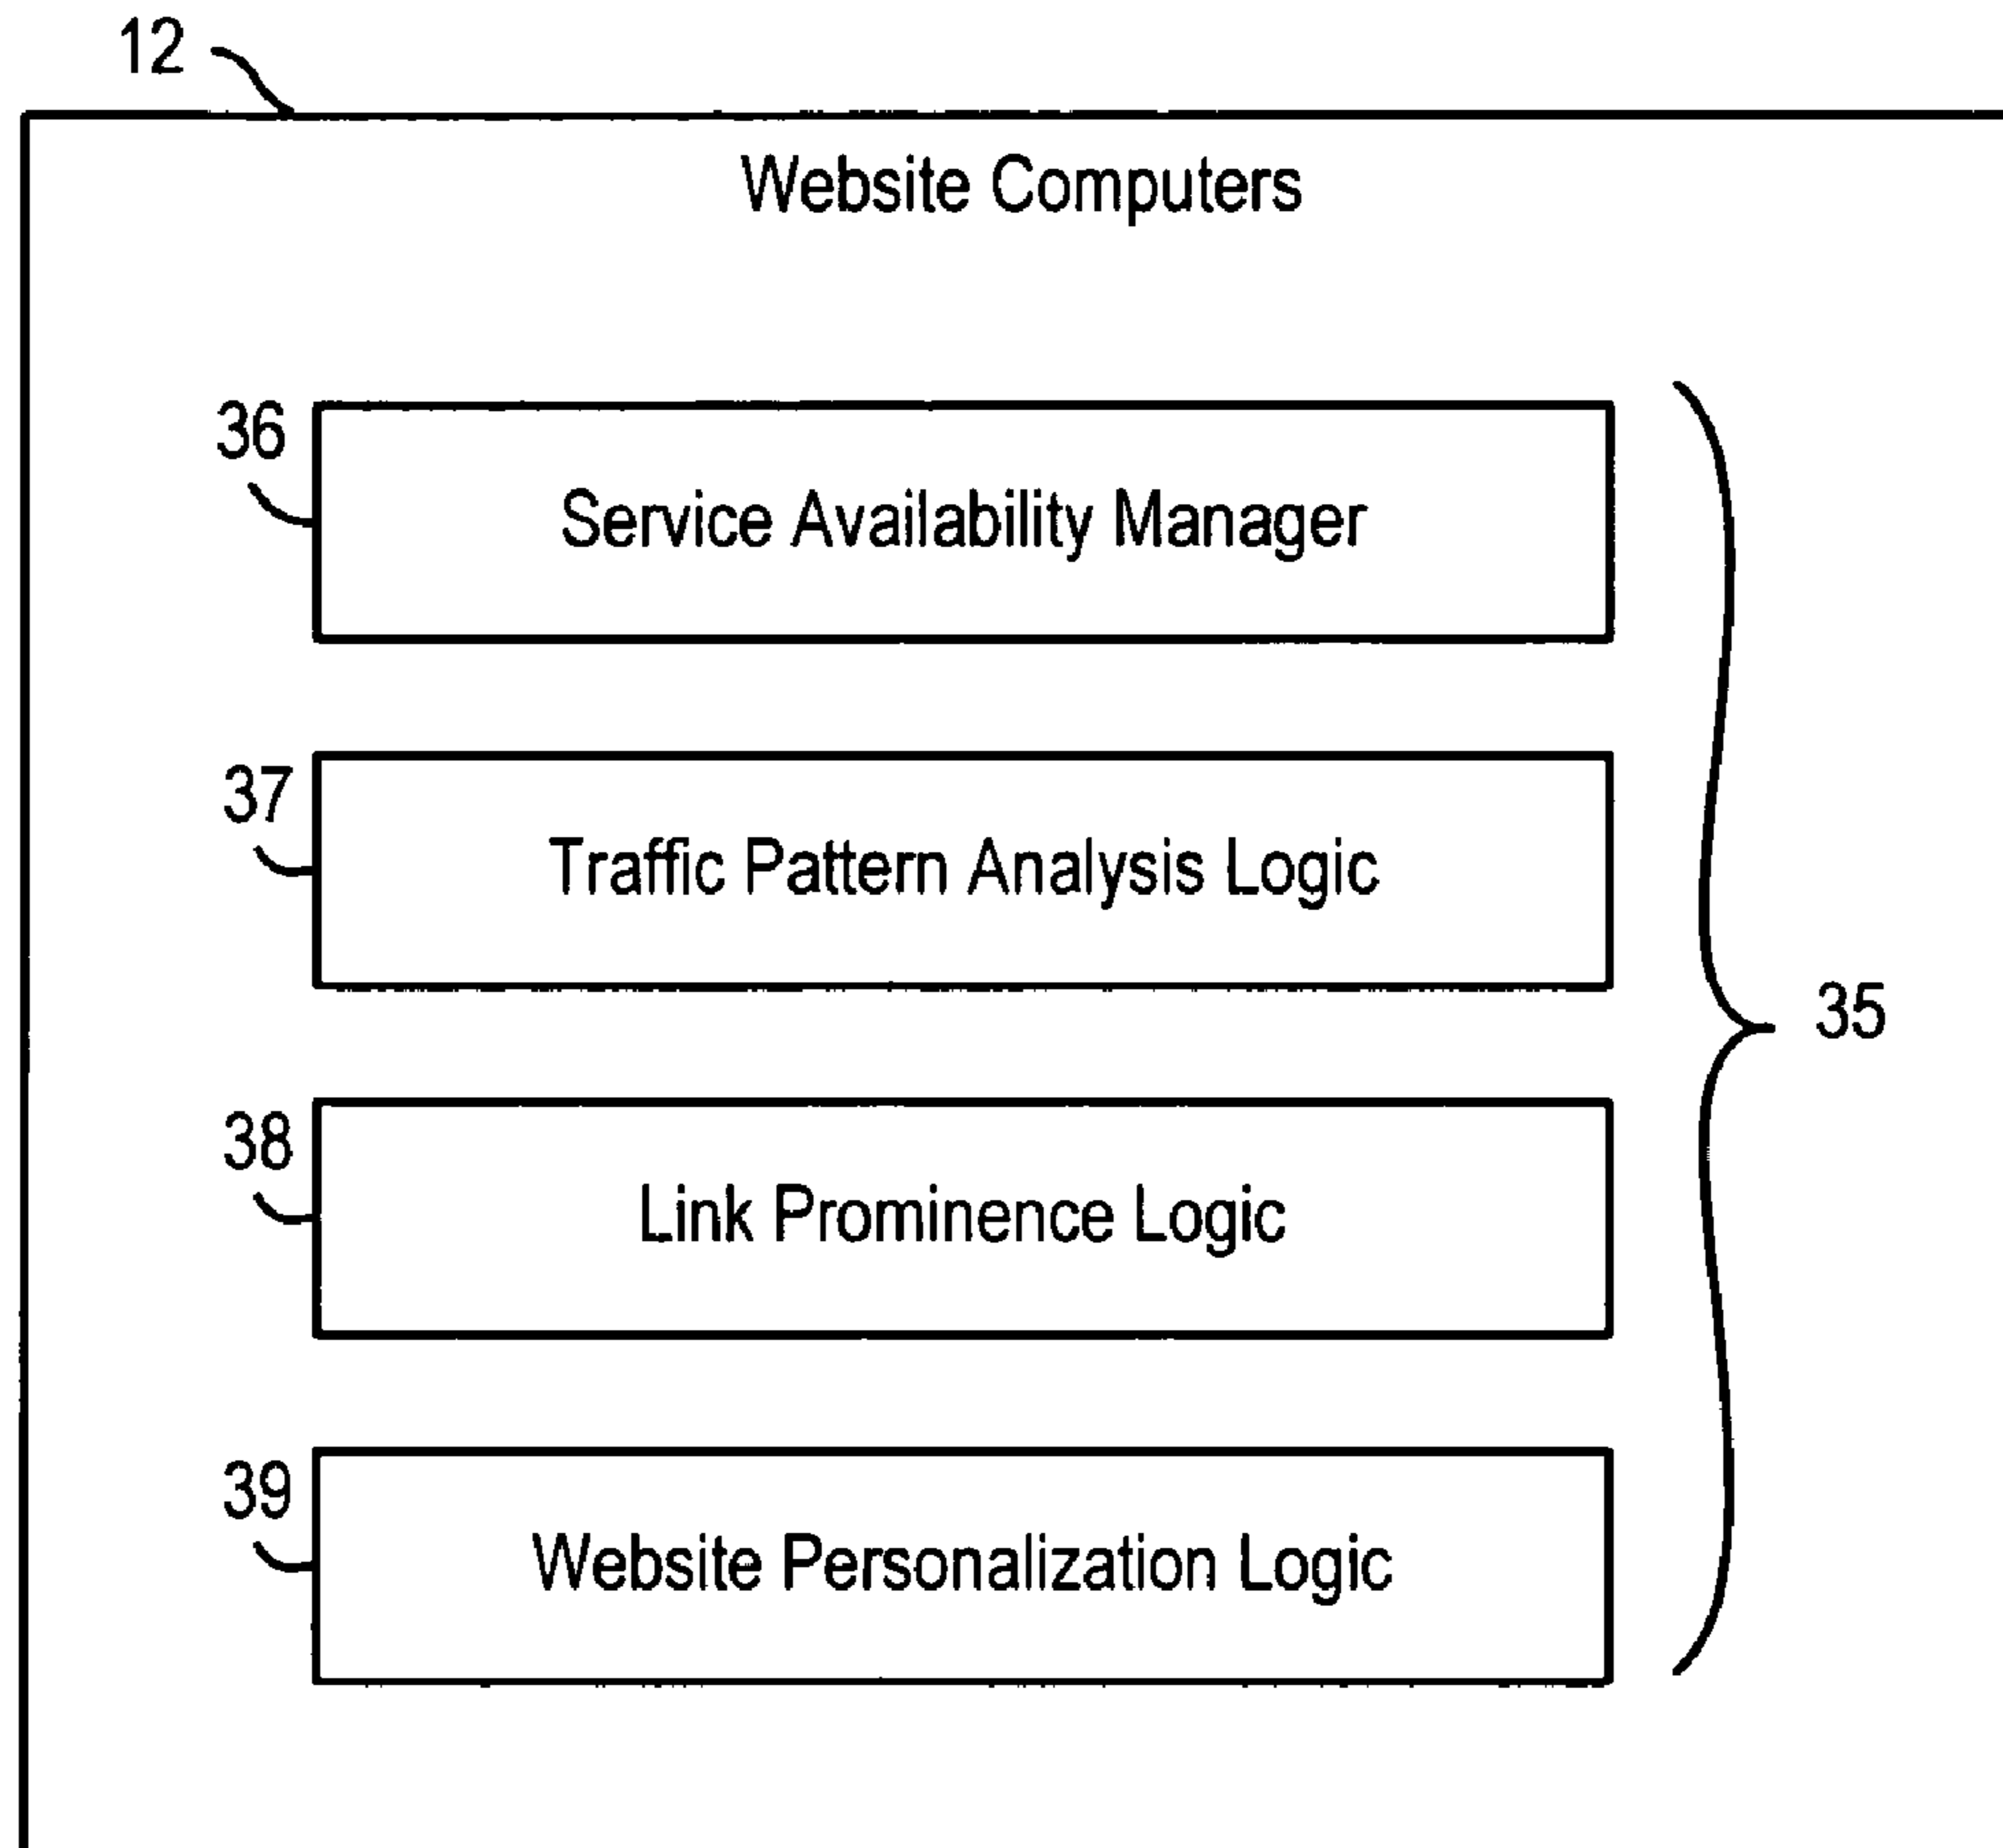 12
Website Computers
36
Service Availability Manager
37
Traffic Pattern Analysis Logic
35
38
Link Prominence Logic
39
Website Personalization Logic